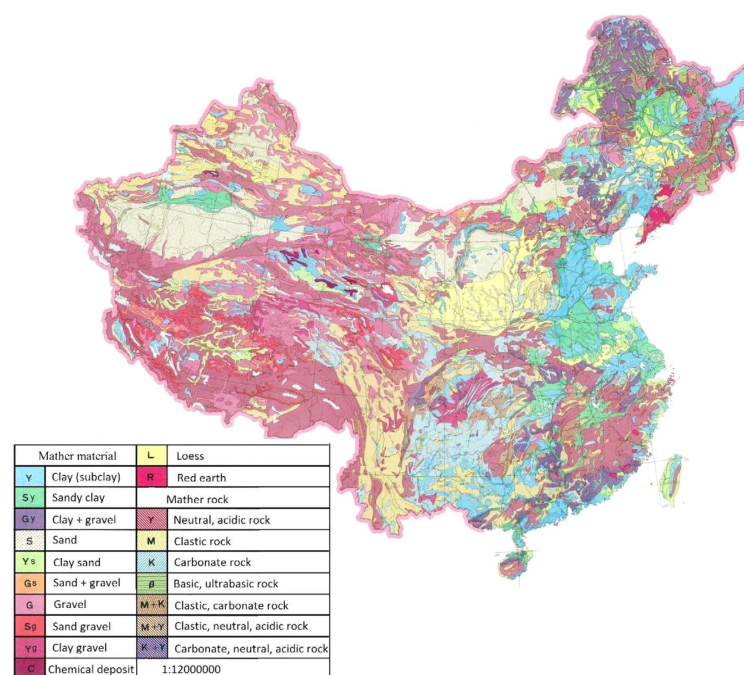 Mather material
Y Clay (subclay)
Sy Sandy clay
Gy Clay + gravel
S Sand
Ys Clay sand
Gs Sand + gravel
G Gravel
Sg Sand gravel
Yg Clay gravel
C Chemical deposit
L Loess
R Red earth
Mather rock
Y Neutral, acidic rock
M Clastic rock
K Carbonate rock
β Basic, ultrabasic rock
M+K Clastic, carbonate rock
M+Y Clastic, neutral, acidic rock
K+Y Carbonate, neutral, acidic rock
1:12000000